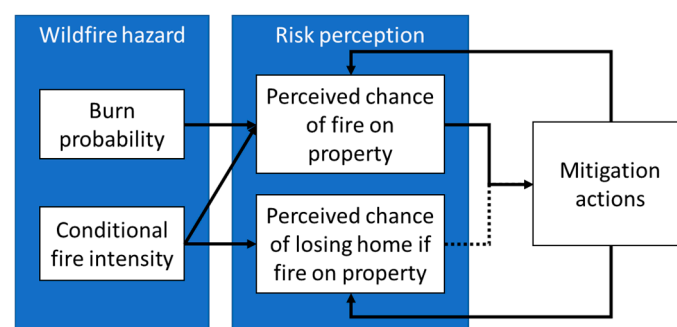 Wildfire hazard
Risk perception
Burn
probability
Conditional
fire intensity
Perceived chance
of fire on
property
Perceived chance
of losing home if
fire on property
Mitigation
actions